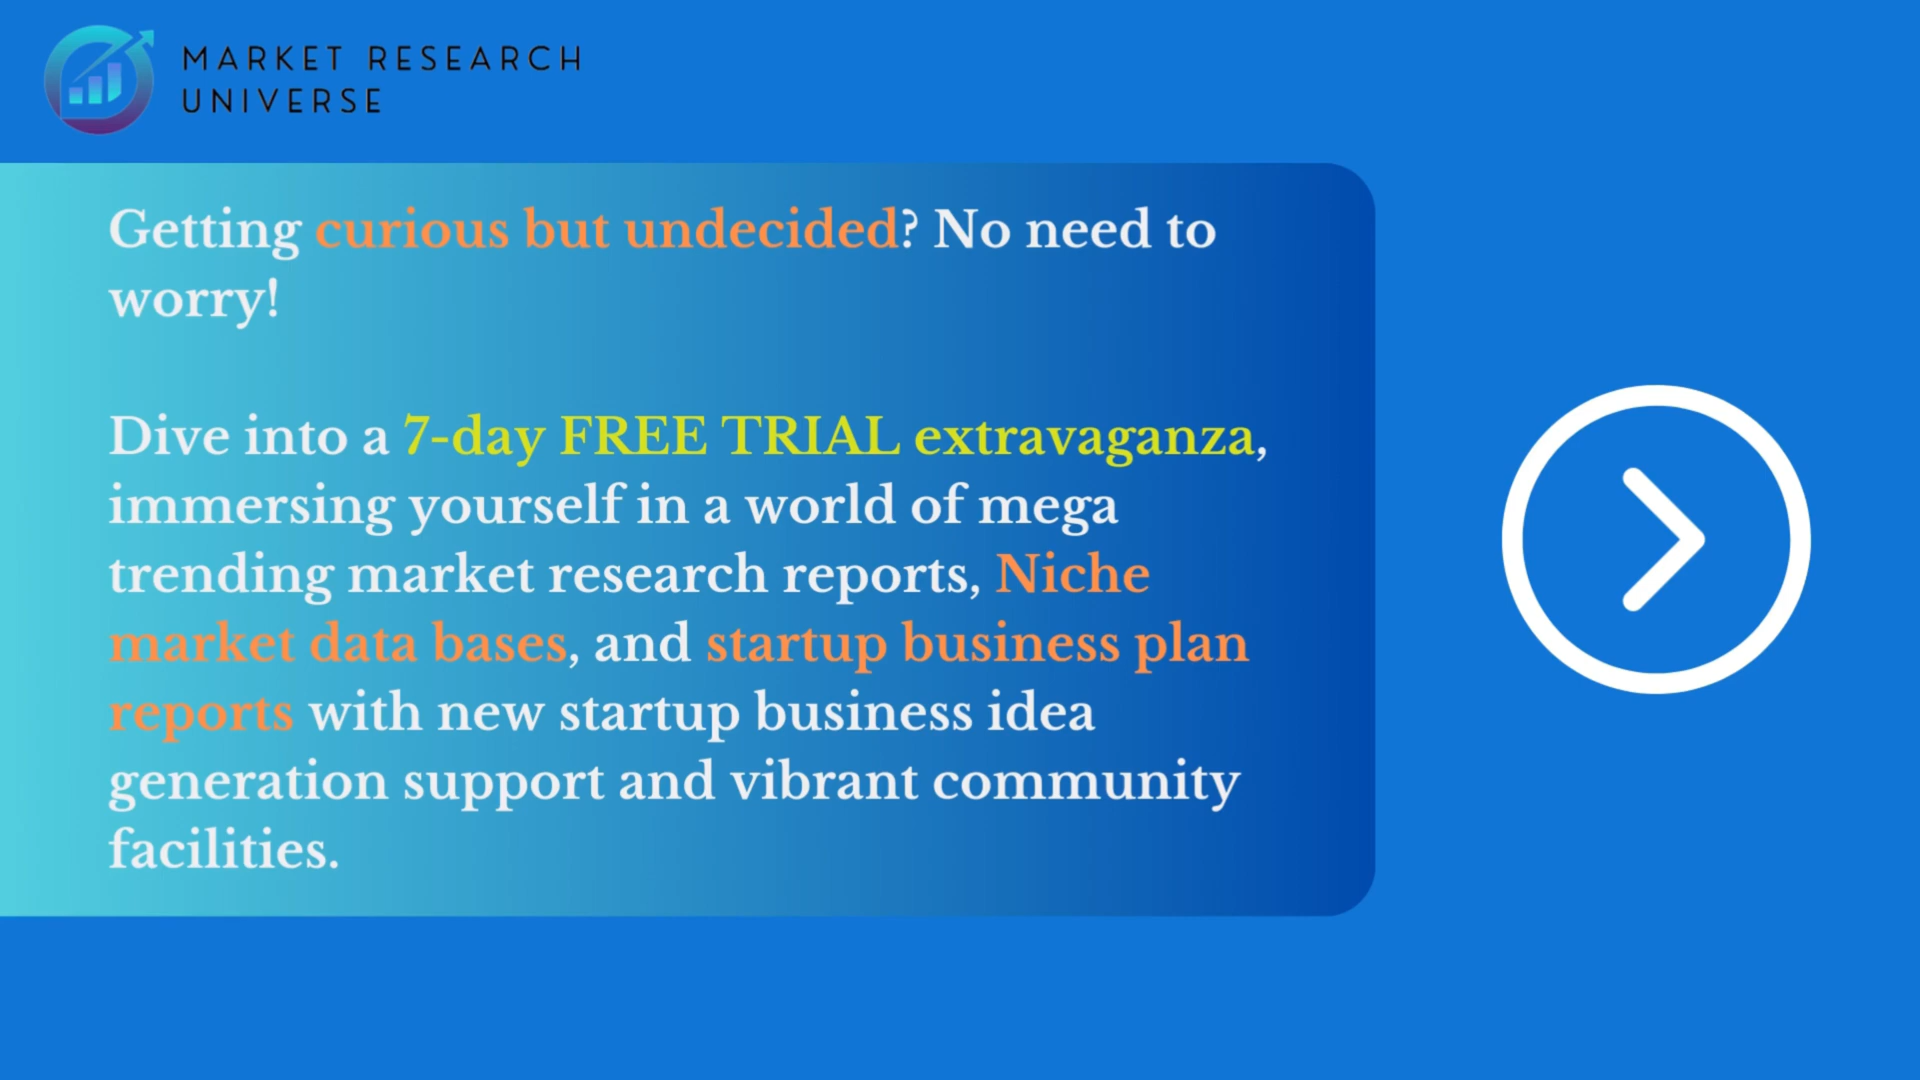 MARKET RESEARCH
UNIVERSE
Getting curious but undecided? No need to
worry!
Dive into a 7-day FREE TRIAL extravaganza,
immersing yourself in a world of mega
trending market research reports, Niche
market data bases, and startup business plan
reports with new startup business idea
generation support and vibrant community
facilities.